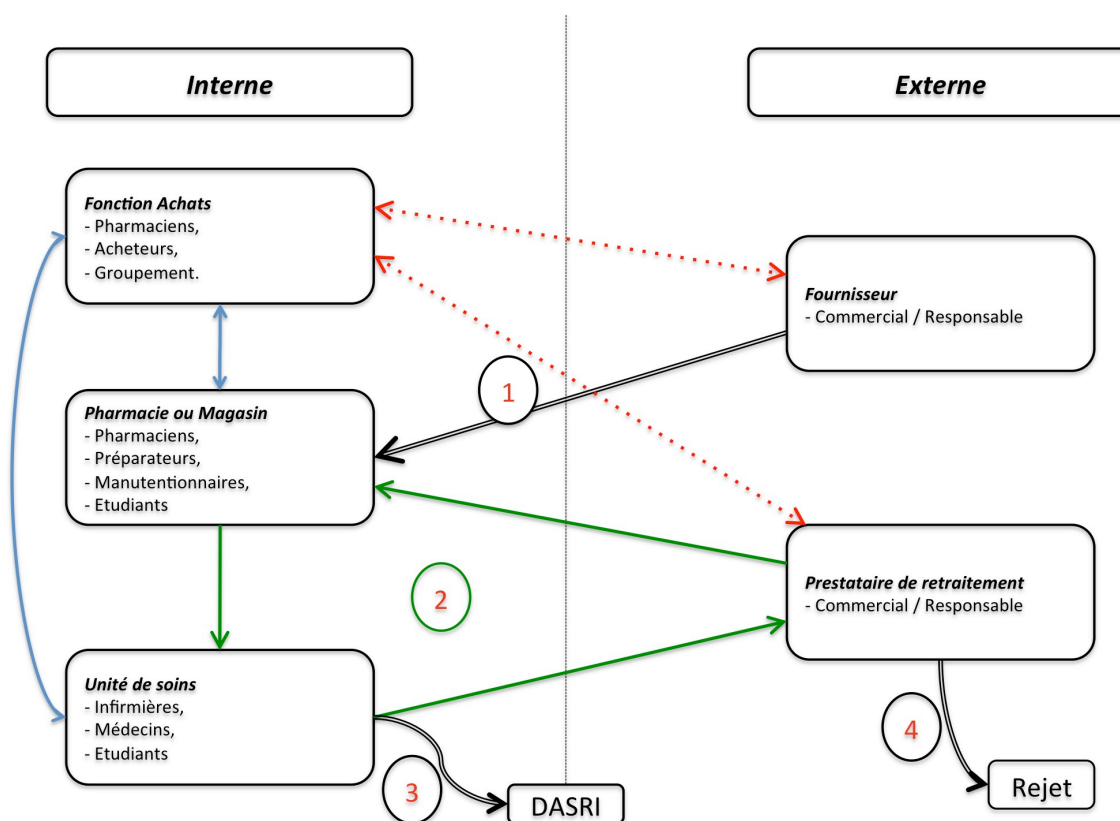 Interne
Externe
Fonction Achats
- Pharmaciens,
- Acheteurs,
- Groupement.
Fournisseur
- Commercial / Responsable
1
Pharmacie ou Magasin
- Pharmaciens,
- Préparateurs,
- Manutentionnaires,
- Etudiants
2
Prestataire de retraitement
- Commercial / Responsable
Unité de soins
- Infirmières,
- Médecins,
- Etudiants
3
4
DASRI
Rejet